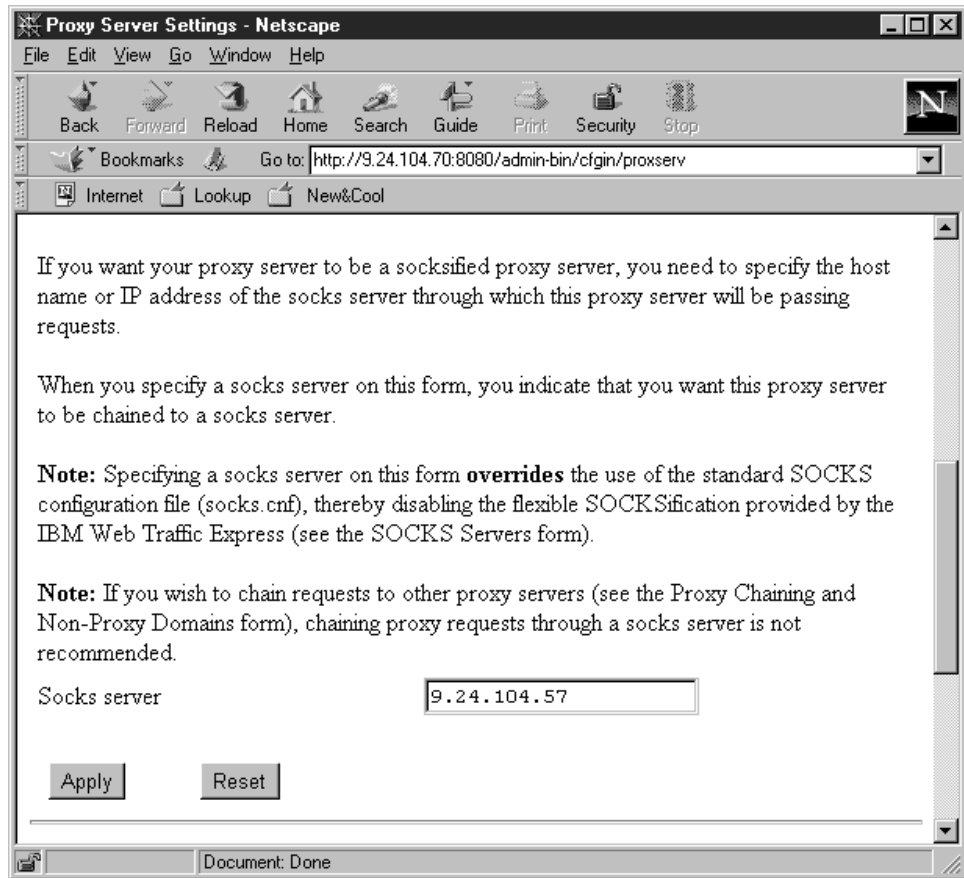 Proxy Server Settings - Netscape
File Edit View Go Window Help
Back Forward Reload Home Search Guide Print Security Stop
N
Bookmarks Go to: http://9.24.104.70:8080/admin-bin/cfgin/proxserv
Internet Lookup New&Cool
If you want your proxy server to be a socksified proxy server, you need to specify the host
name or IP address of the socks server through which this proxy server will be passing
requests.
When you specify a socks server on this form, you indicate that you want this proxy server
to be chained to a socks server.
Note: Specifying a socks server on this form overrides the use of the standard SOCKS
configuration file (socks.cnf), thereby disabling the flexible SOCKSification provided by the
IBM Web Traffic Express (see the SOCKS Servers form).
Note: If you wish to chain requests to other proxy servers (see the Proxy Chaining and
Non-Proxy Domains form), chaining proxy requests through a socks server is not
recommended.
Socks server 9.24.104.57
Apply Reset
Document: Done